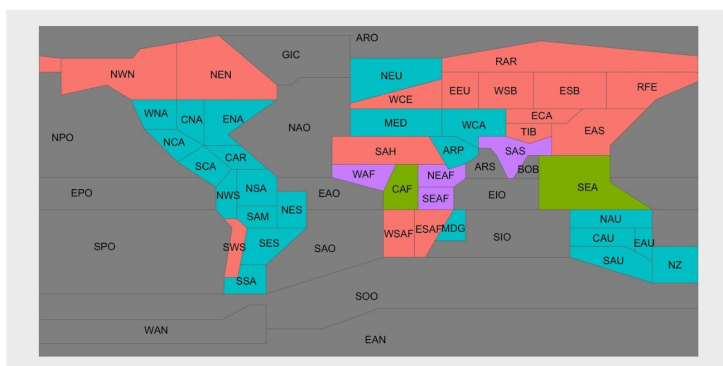 ARO
GIC
NWN
NEN
RAR
NEU
WCE
EEU
WSB
ESB
RFE
WNA
CNA
ENA
NPO
NAO
MED
WCA
ECA
TIB
EAS
NCA
SCA
CAR
SAH
ARP
SAS
ARS
BOB
WAF
CAF
NEAF
SEAF
SEA
EPO
NWS
NSA
SAM
NES
EAO
EIO
SPO
SWS
SES
SSA
SAO
WSAF
ESAF
MDG
SIO
NAU
CAU
EAU
SAU
NZ
SOO
WAN
EAN